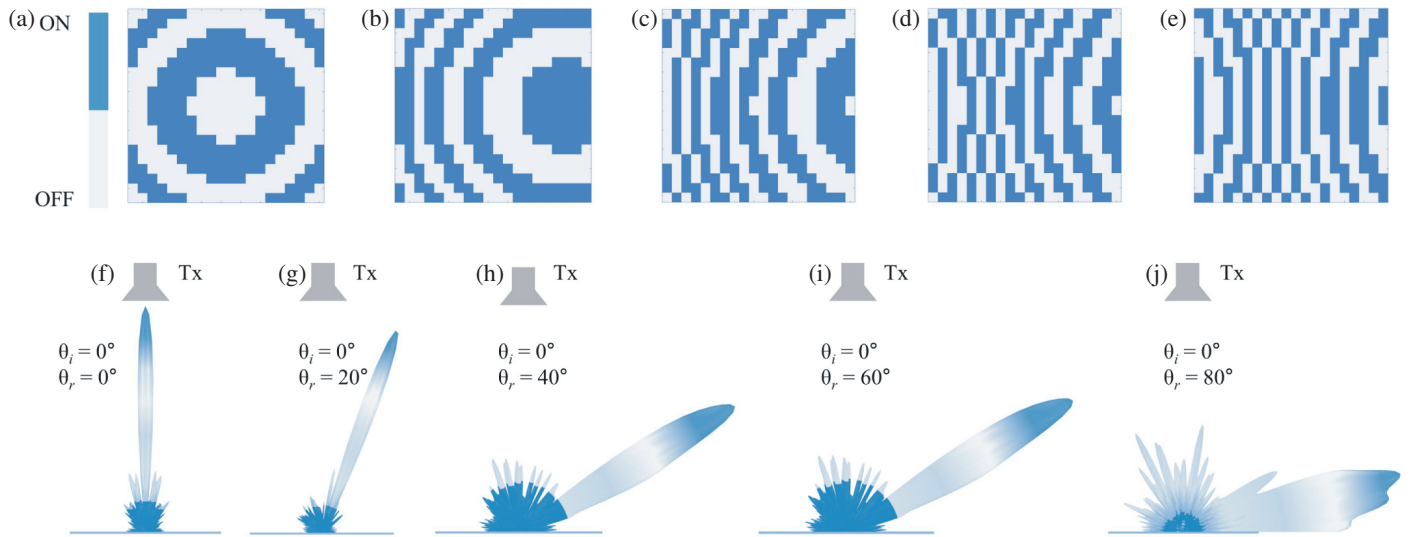 (a) ON
OFF
(b)
(c)
(d)
(e)
(f) Tx
θi = 0°
θr = 0°
(g) Tx
θi = 0°
θr = 20°
(h) Tx
θi = 0°
θr = 40°
(i) Tx
θi = 0°
θr = 60°
(j) Tx
θi = 0°
θr = 80°